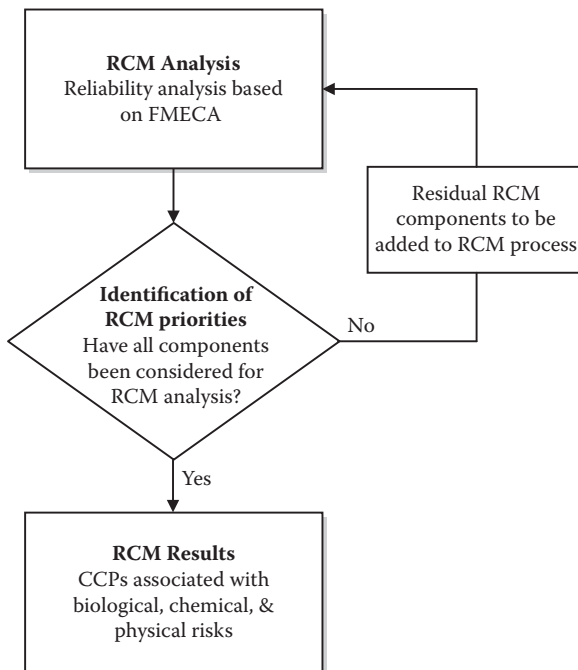 RCM Analysis
Reliability analysis based
on FMECA
Residual RCM
components to be
added to RCM process
Identification of
RCM priorities
Have all components
been considered for
RCM analysis?
No
Yes
RCM Results
CCPs associated with
biological, chemical, &
physical risks